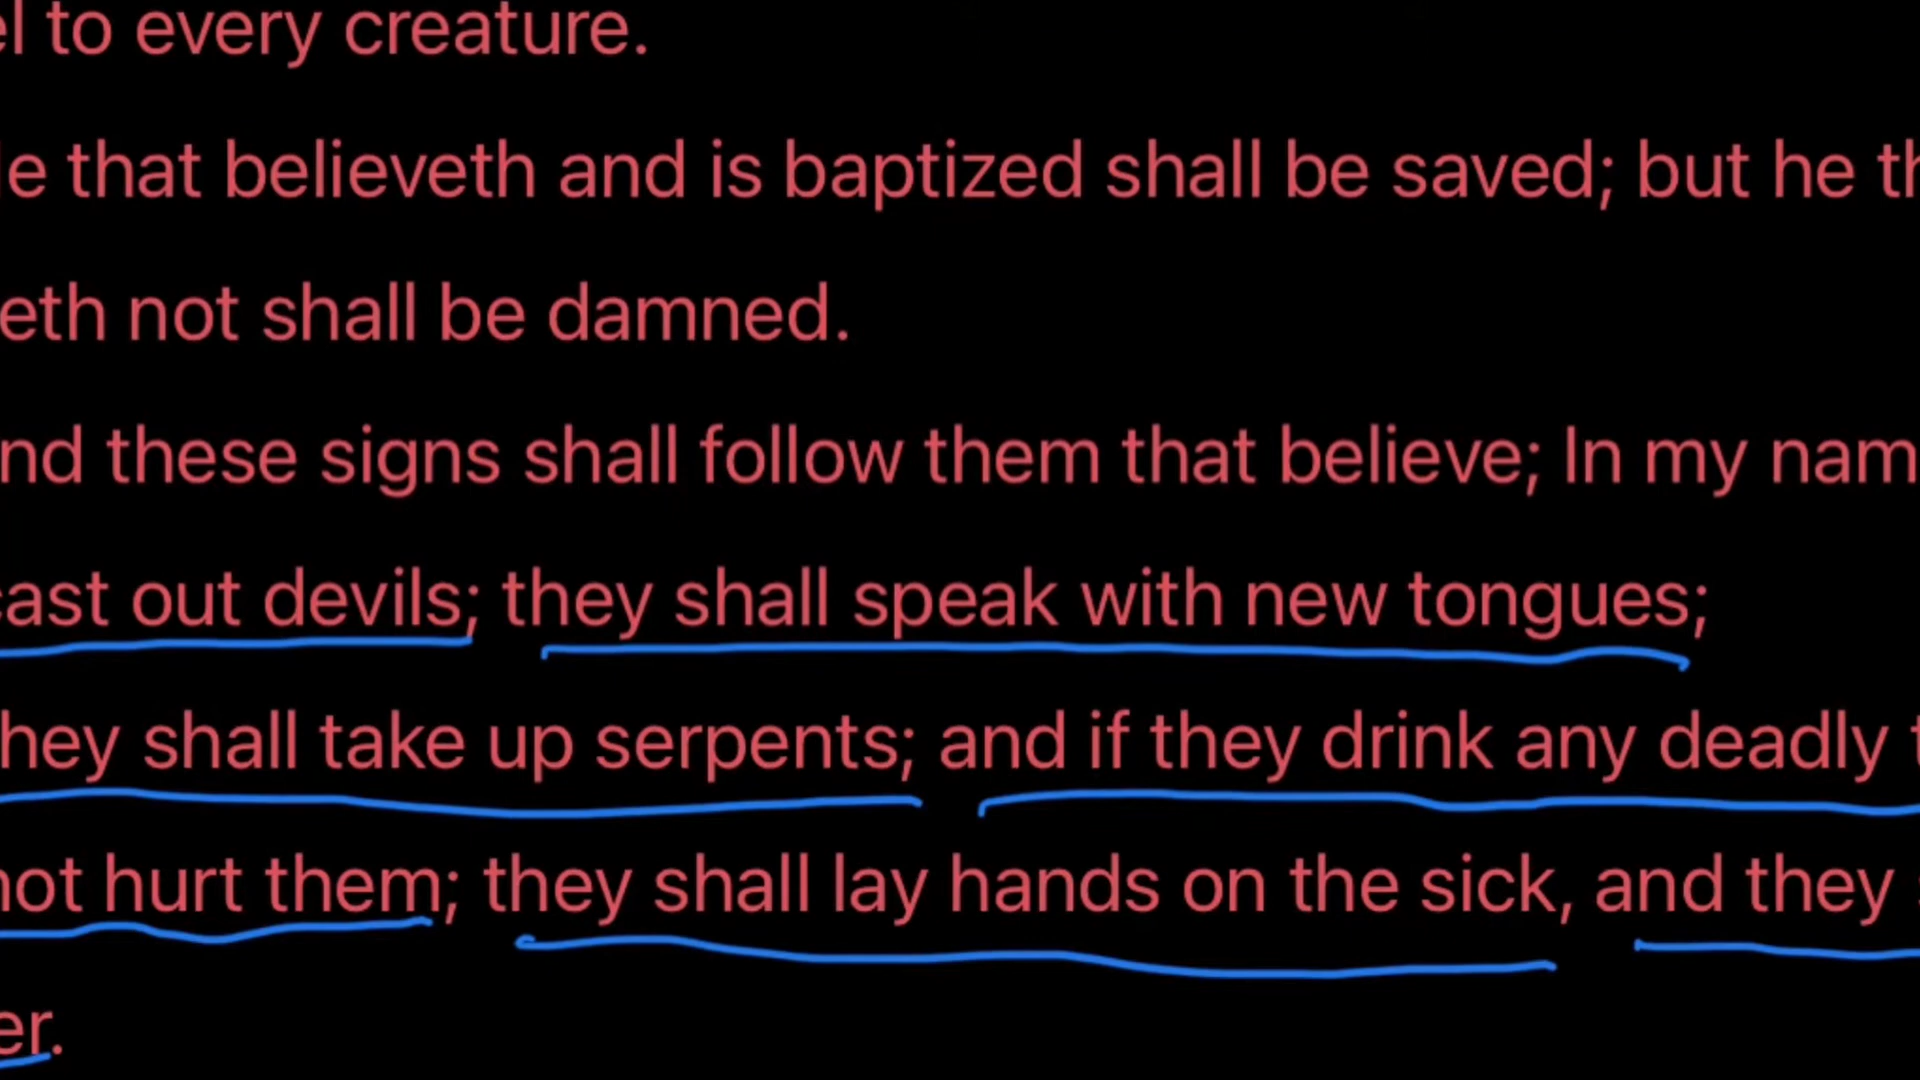 el to every creature.
e that believeth and is baptized shall be saved; but he th
eth not shall be damned.
nd these signs shall follow them that believe; In my nam
cast out devils; they shall speak with new tongues;
hey shall take up serpents; and if they drink any deadly t
not hurt them; they shall lay hands on the sick, and they s
er.